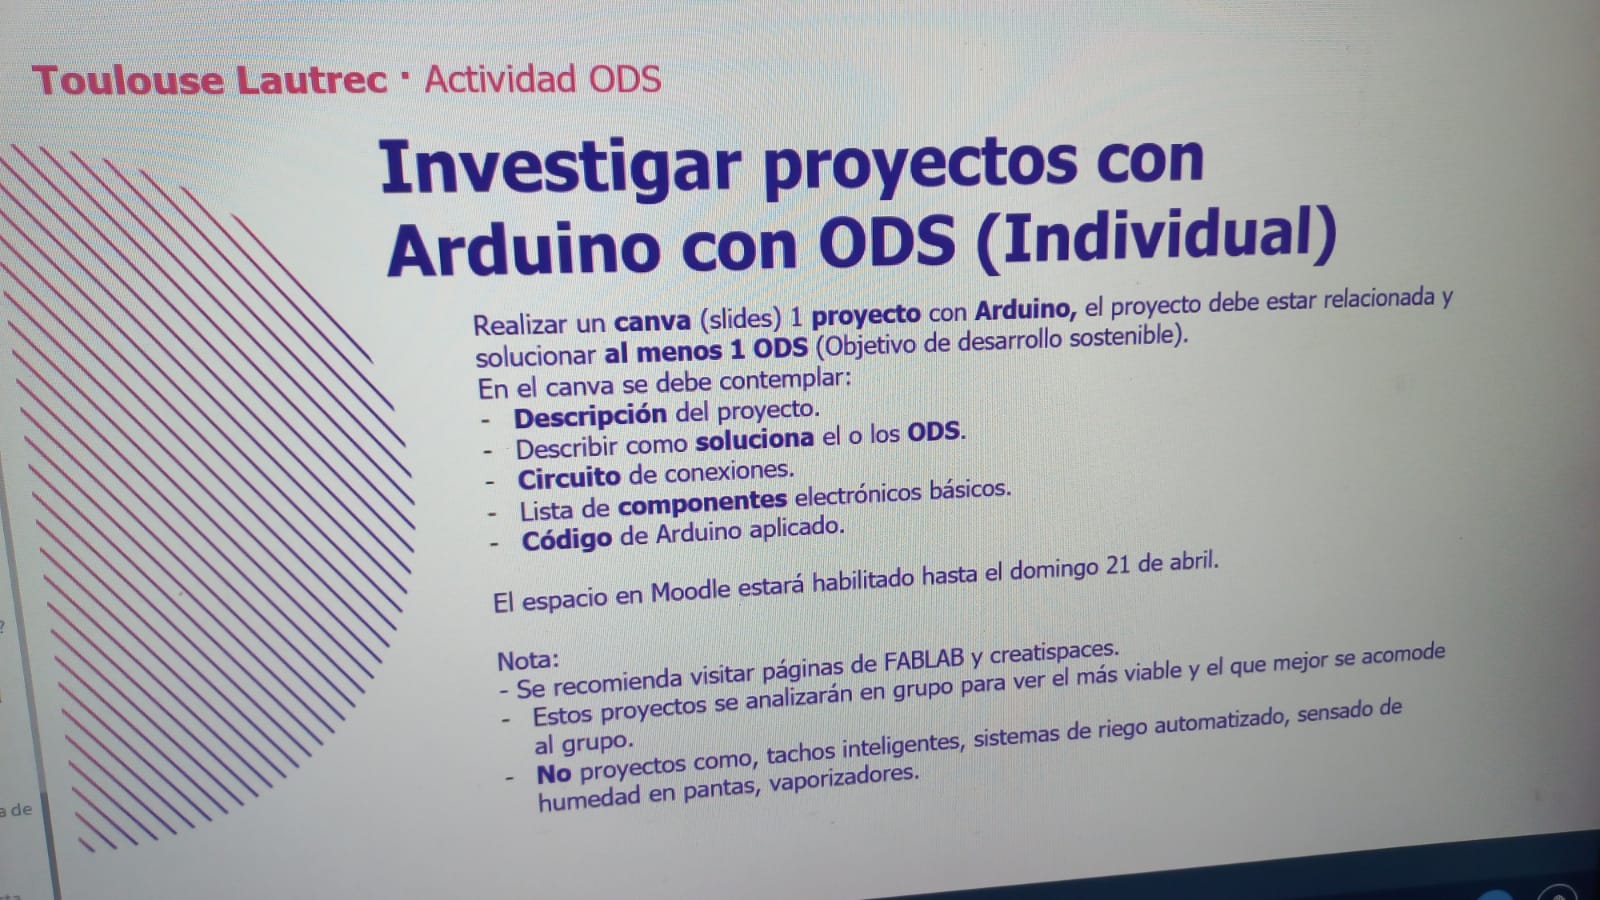 Toulouse Lautrec · Actividad ODS
Investigar proyectos con
Arduino con ODS (Individual)
Realizar un canva (slides) 1 proyecto con Arduino, el proyecto debe estar relacionada y
solucionar al menos 1 ODS (Objetivo de desarrollo sostenible).
En el canva se debe contemplar:
- Descripción del proyecto.
- Describir como soluciona el o los ODS.
- Circuito de conexiones.
- Lista de componentes electrónicos básicos.
- Código de Arduino aplicado.
El espacio en Moodle estará habilitado hasta el domingo 21 de abril.
Nota:
- Se recomienda visitar páginas de FABLAB y creatispaces.
- Estos proyectos se analizarán en grupo para ver el más viable y el que mejor se acomode
al grupo.
- No proyectos como, tachos inteligentes, sistemas de riego automatizado, sensado de
humedad en pantas, vaporizadores.
?
a de